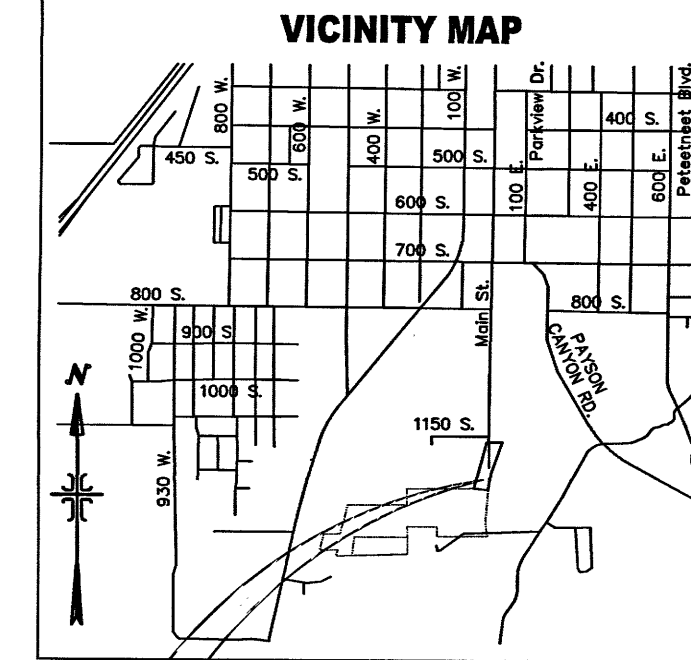 VICINITY MAP
800 W.
600 W.
400 W.
100 W.
Parkview Dr.
400 S.
Peteetneet Blvd.
450 S.
500 S.
500 S.
100 E.
400 E.
600 E.
600 S.
700 S.
800 S.
1000 W.
900 S
Main St.
800 S.
PAYSON
CANYON RD.
N
1000 S.
1150 S.
930 W.